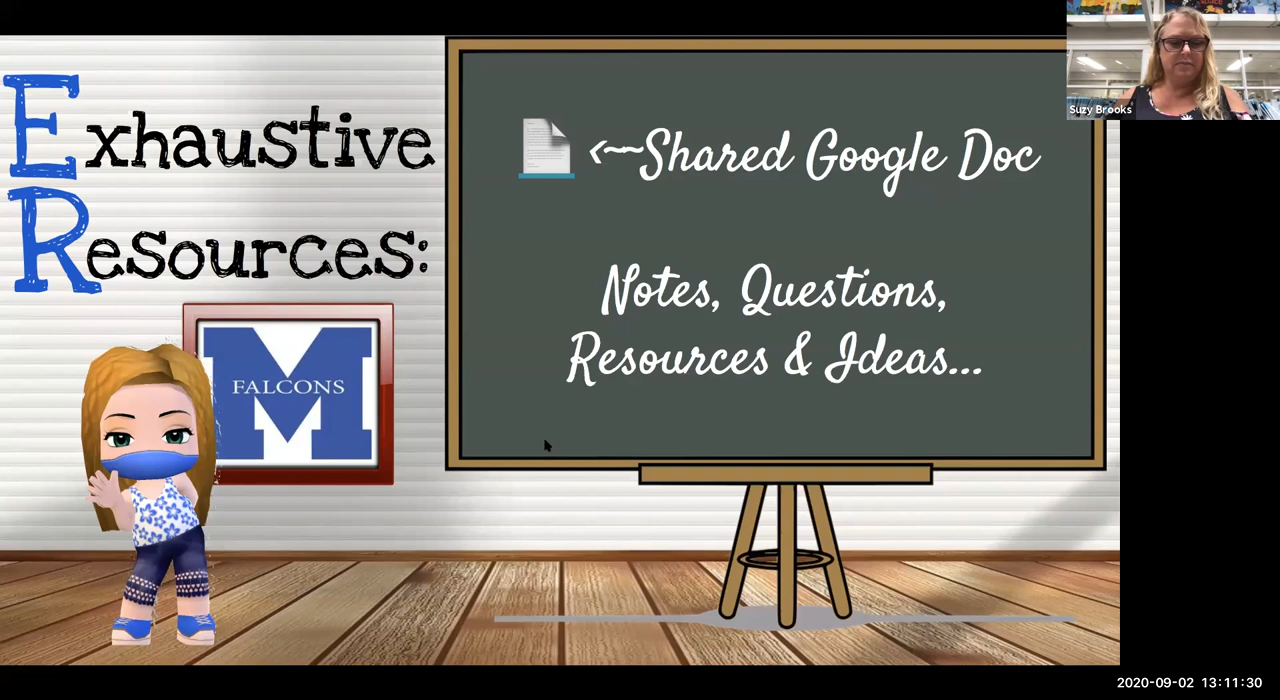 Exhaustive
Resources:
FALCONS
M
<~~Shared Google Doc
Notes, Questions,
Resources & Ideas...
Suzy Brooks
2020-09-02 13:11:30